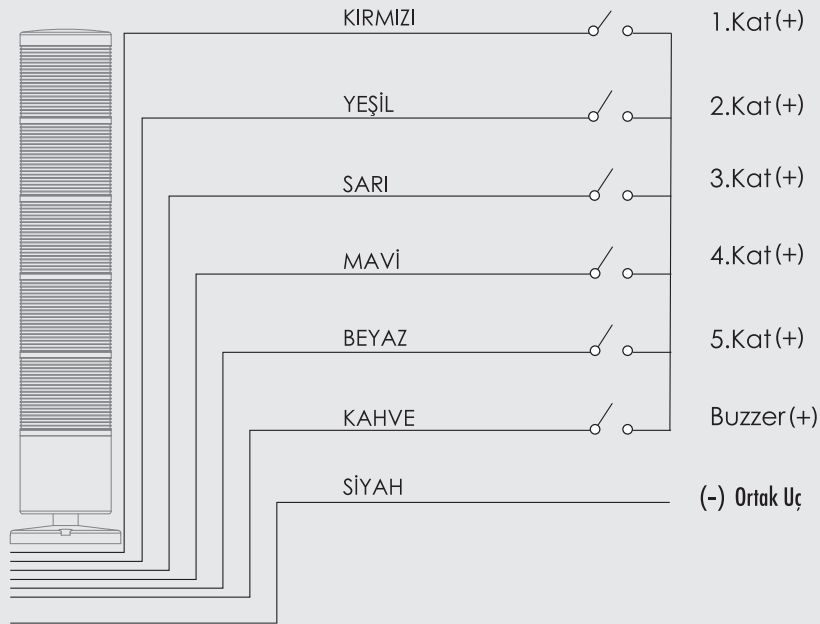 KIRMIZI 1.Kat(+)
YEŞİL 2.Kat(+)
SARI 3.Kat(+)
MAVİ 4.Kat(+)
BEYAZ 5.Kat(+)
KAHVE Buzzer(+)
SİYAH (-) Ortak Uç